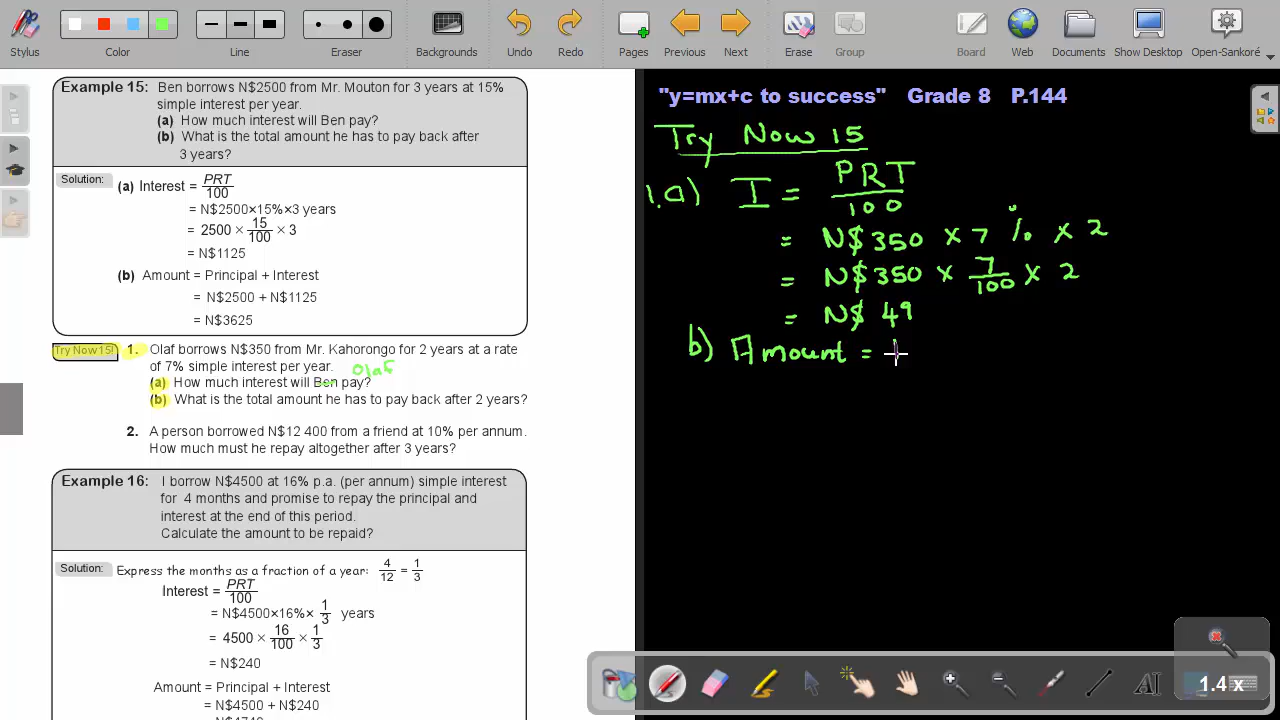 Stylus Color Line Eraser Backgrounds Undo Redo Pages Previous Next Erase Group Board Web Documents Show Desktop Open-Sankoré
Example 15: Ben borrows N$2500 from Mr. Mouton for 3 years at 15%
simple interest per year.
(a) How much interest will Ben pay?
(b) What is the total amount he has to pay back after
3 years?
Solution:
(a) Interest = PRT/100
= N$2500×15%×3 years
= 2500 × 15/100 × 3
= N$1125
(b) Amount = Principal + Interest
= N$2500 + N$1125
= N$3625
Try Now 15! 1. Olaf borrows N$350 from Mr. Kahorongo for 2 years at a rate
of 7% simple interest per year.
Olaf
(a) How much interest will Ben pay?
(b) What is the total amount he has to pay back after 2 years?
2. A person borrowed N$12 400 from a friend at 10% per annum.
How much must he repay altogether after 3 years?
Example 16: I borrow N$4500 at 16% p.a. (per annum) simple interest
for 4 months and promise to repay the principal and
interest at the end of this period.
Calculate the amount to be repaid?
Solution: Express the months as a fraction of a year: 4/12 = 1/3
Interest = PRT/100
= N$4500×16%× 1/3 years
= 4500 × 16/100 × 1/3
= N$240
Amount = Principal + Interest
= N$4500 + N$240
= N$4740
"y=mx+c to success" Grade 8 P.144
Try Now 15
1.a) I = PRT/100
= N$350 × 7% × 2
= N$350 × 7/100 × 2
= N$ 49
b) Amount =
1.4 x